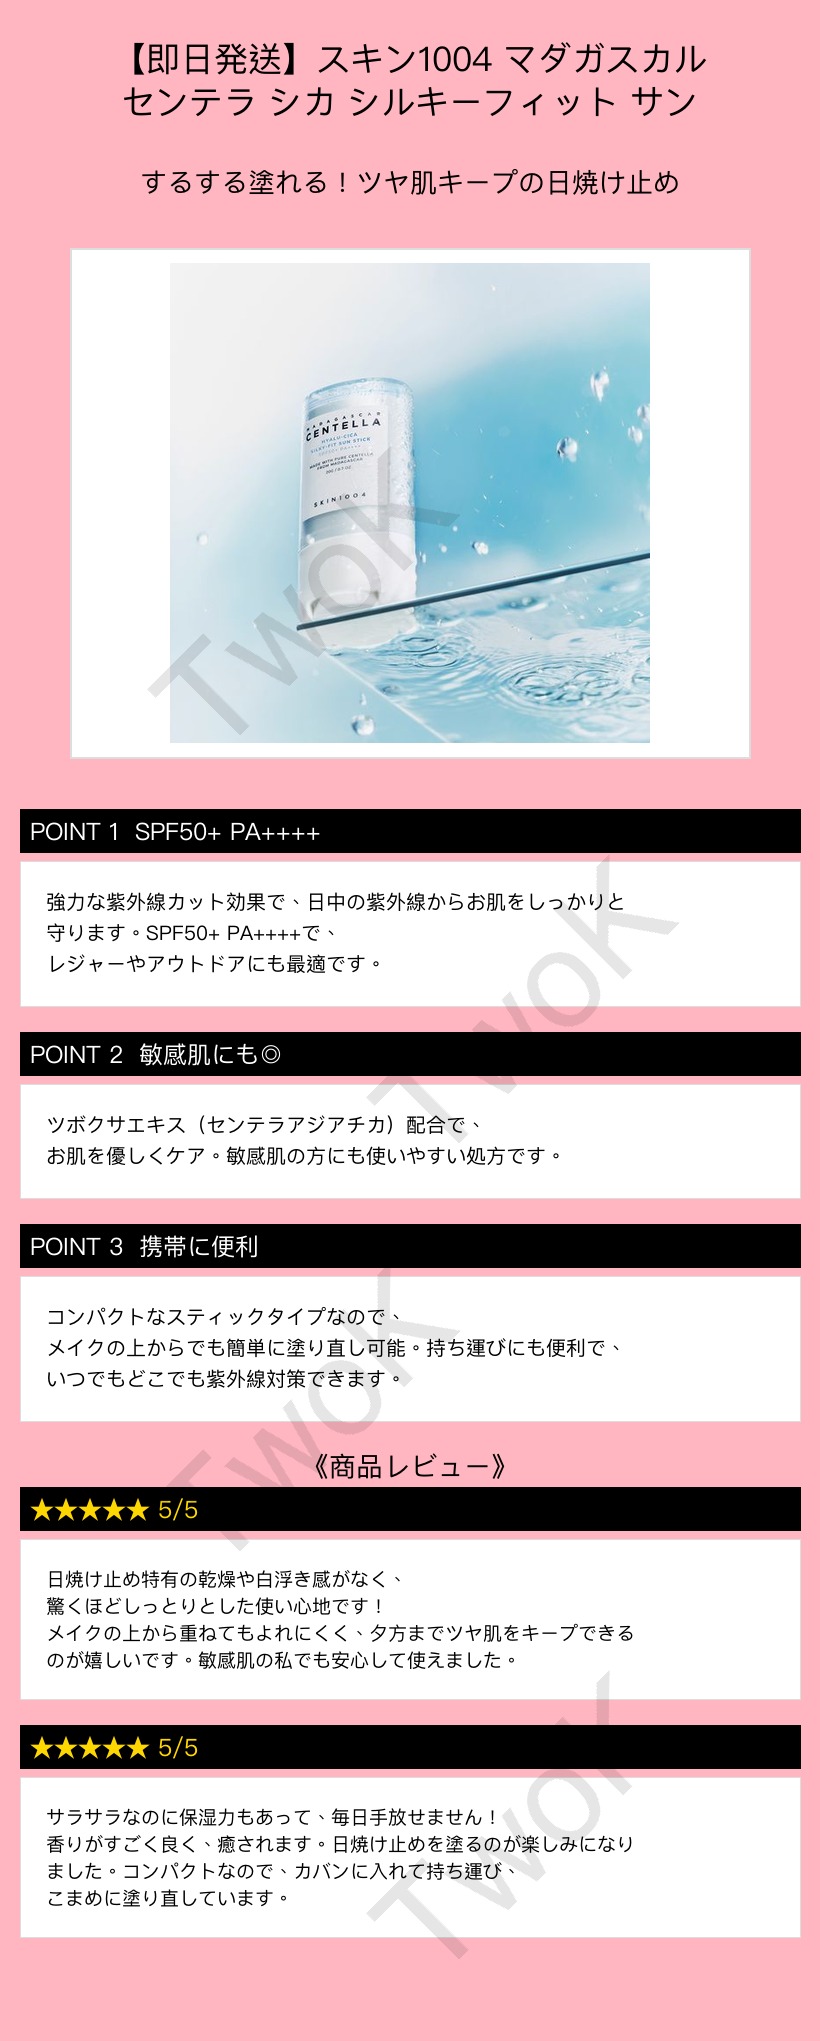 【即日発送】スキン1004 マダガスカル
センテラ シカ シルキーフィット サン
するする塗れる！ツヤ肌キープの日焼け止め
MADAGASCAR
CENTELLA
HYALU-CICA
SILKY-FIT SUN STICK
SPF50+ PA++++
MADE WITH PURE CENTELLA
FROM MADAGASCAR
20G / 0.7 OZ.
SKIN1004
TwoK
POINT 1 SPF50+ PA++++
強力な紫外線カット効果で、日中の紫外線からお肌をしっかりと
守ります。SPF50+ PA++++で、
レジャーやアウトドアにも最適です。
TwoK
POINT 2 敏感肌にも◎
ツボクサエキス（センテラアジアチカ）配合で、
お肌を優しくケア。敏感肌の方にも使いやすい処方です。
POINT 3 携帯に便利
コンパクトなスティックタイプなので、
メイクの上からでも簡単に塗り直し可能。持ち運びにも便利で、
いつでもどこでも紫外線対策できます。
TwoK
《商品レビュー》
★★★★★ 5/5
日焼け止め特有の乾燥や白浮き感がなく、
驚くほどしっとりとした使い心地です！
メイクの上から重ねてもよれにくく、夕方までツヤ肌をキープできる
のが嬉しいです。敏感肌の私でも安心して使えました。
★★★★★ 5/5
サラサラなのに保湿力もあって、毎日手放せません！
香りがすごく良く、癒されます。日焼け止めを塗るのが楽しみになり
ました。コンパクトなので、カバンに入れて持ち運び、
こまめに塗り直しています。
TwoK